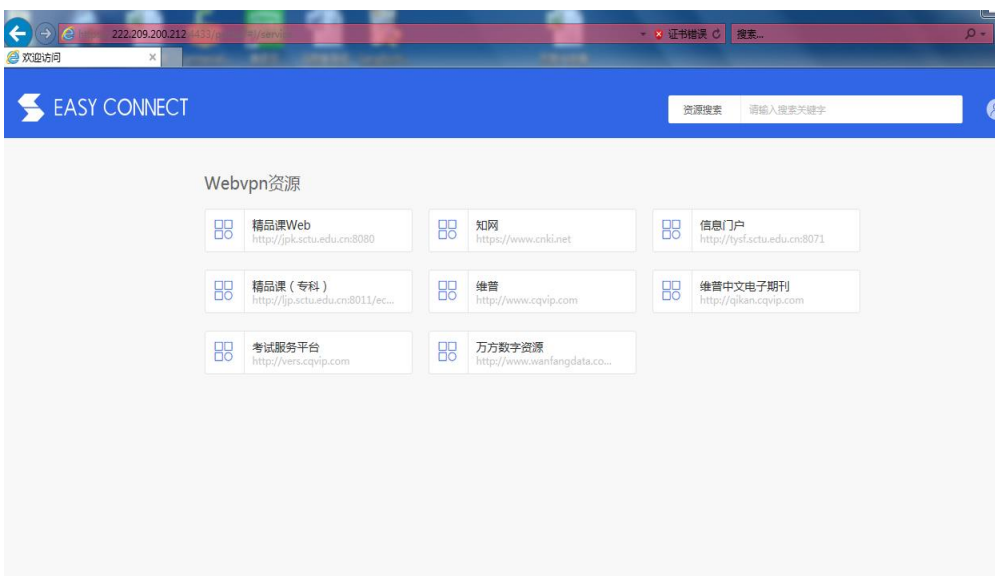 222.209.200.212
证书错误
搜索...
欢迎访问
EASY CONNECT
资源搜索
请输入搜索关键字
Webvpn资源
精品课Web
http://jpk.sctu.edu.cn:8080
知网
https://www.cnki.net
信息门户
http://tysf.sctu.edu.cn:8071
精品课（专科）
http://ljp.sctu.edu.cn:8011/ec...
维普
http://www.cqvip.com
维普中文电子期刊
http://qikan.cqvip.com
考试服务平台
http://vers.cqvip.com
万方数字资源
http://www.wanfangdata.co...